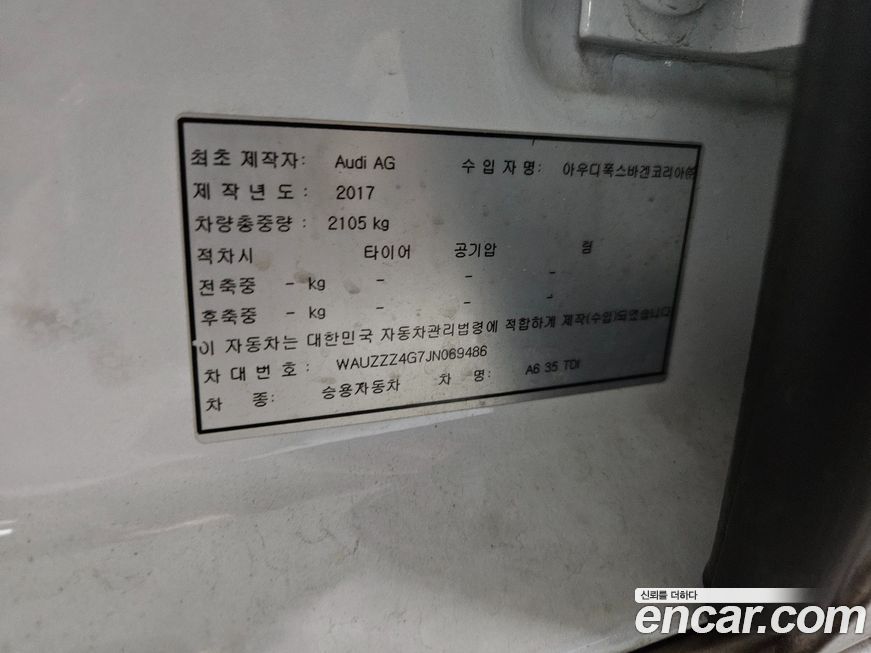 최초 제작자: Audi AG 수 입 자 명: 아우디폭스바겐코리아㈜
제 작 년 도 : 2017
차량총중량 : 2105 kg
적차시 타이어 공기압 림
전축중 - kg - - -
후축중 - kg - - -
이 자동차는 대한민국 자동차관리법령에 적합하게 제작(수입)되었습니다
차 대 번 호 : WAUZZZ4G7JN069486
차 종: 승용자동차 차 명: A6 35 TDI
신뢰를 더하다
encar.com